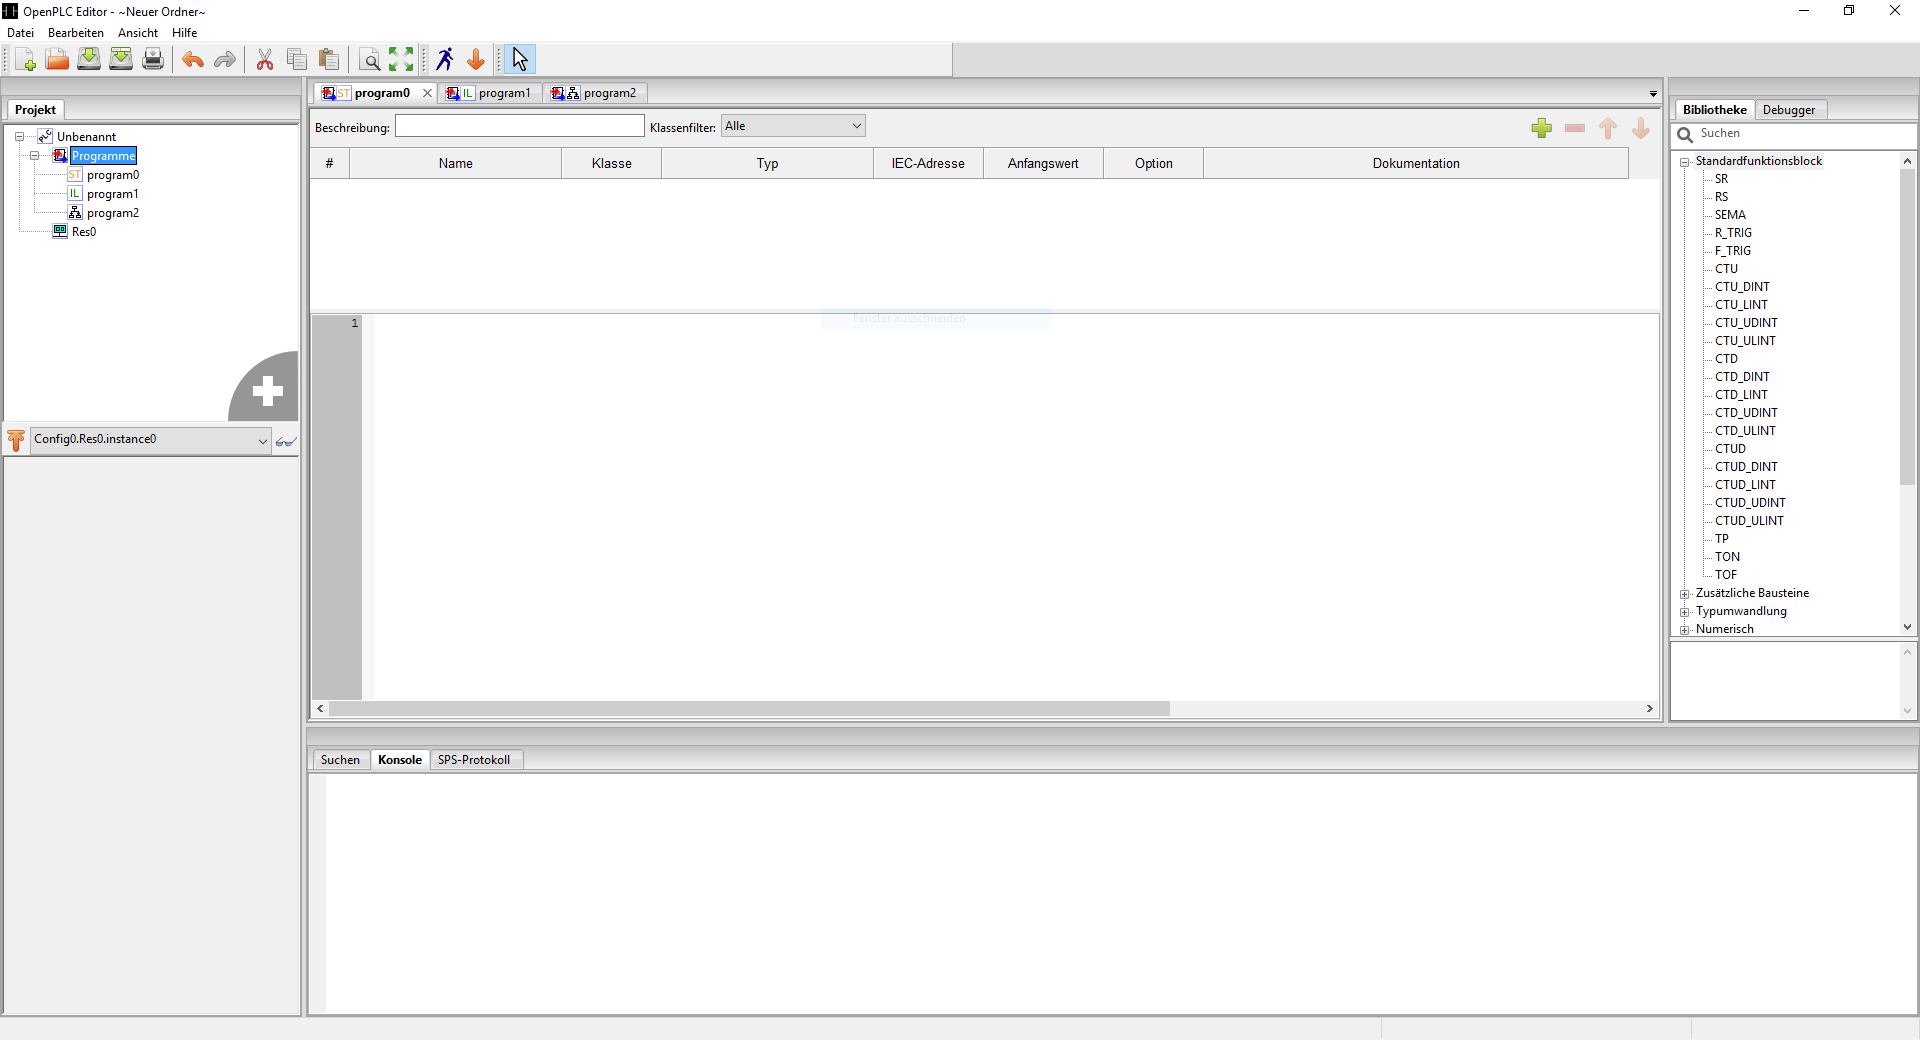 OpenPLC Editor - ~Neuer Ordner~
Datei Bearbeiten Ansicht Hilfe
Projekt
Unbenannt
Programme
ST program0
IL program1
program2
Res0
Config0.Res0.instance0
ST program0 IL program1 program2
Beschreibung: Klassenfilter: Alle
# Name Klasse Typ IEC-Adresse Anfangswert Option Dokumentation
Fenster ausschneiden
1
Suchen Konsole SPS-Protokoll
Bibliotheke Debugger
Suchen
Standardfunktionsblock
SR
RS
SEMA
R_TRIG
F_TRIG
CTU
CTU_DINT
CTU_LINT
CTU_UDINT
CTU_ULINT
CTD
CTD_DINT
CTD_LINT
CTD_UDINT
CTD_ULINT
CTUD
CTUD_DINT
CTUD_LINT
CTUD_UDINT
CTUD_ULINT
TP
TON
TOF
Zusätzliche Bausteine
Typumwandlung
Numerisch